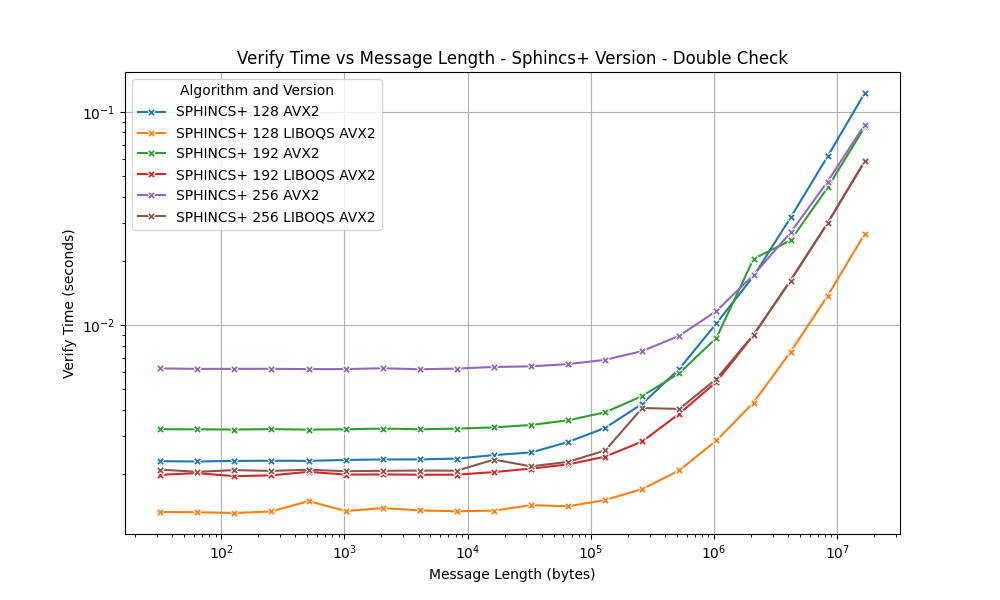 Verify Time vs Message Length - Sphincs+ Version - Double Check
Algorithm and Version
SPHINCS+ 128 AVX2
SPHINCS+ 128 LIBOQS AVX2
SPHINCS+ 192 AVX2
SPHINCS+ 192 LIBOQS AVX2
SPHINCS+ 256 AVX2
SPHINCS+ 256 LIBOQS AVX2
Verify Time (seconds)
10⁻¹
10⁻²
10² 10³ 10⁴ 10⁵ 10⁶ 10⁷
Message Length (bytes)